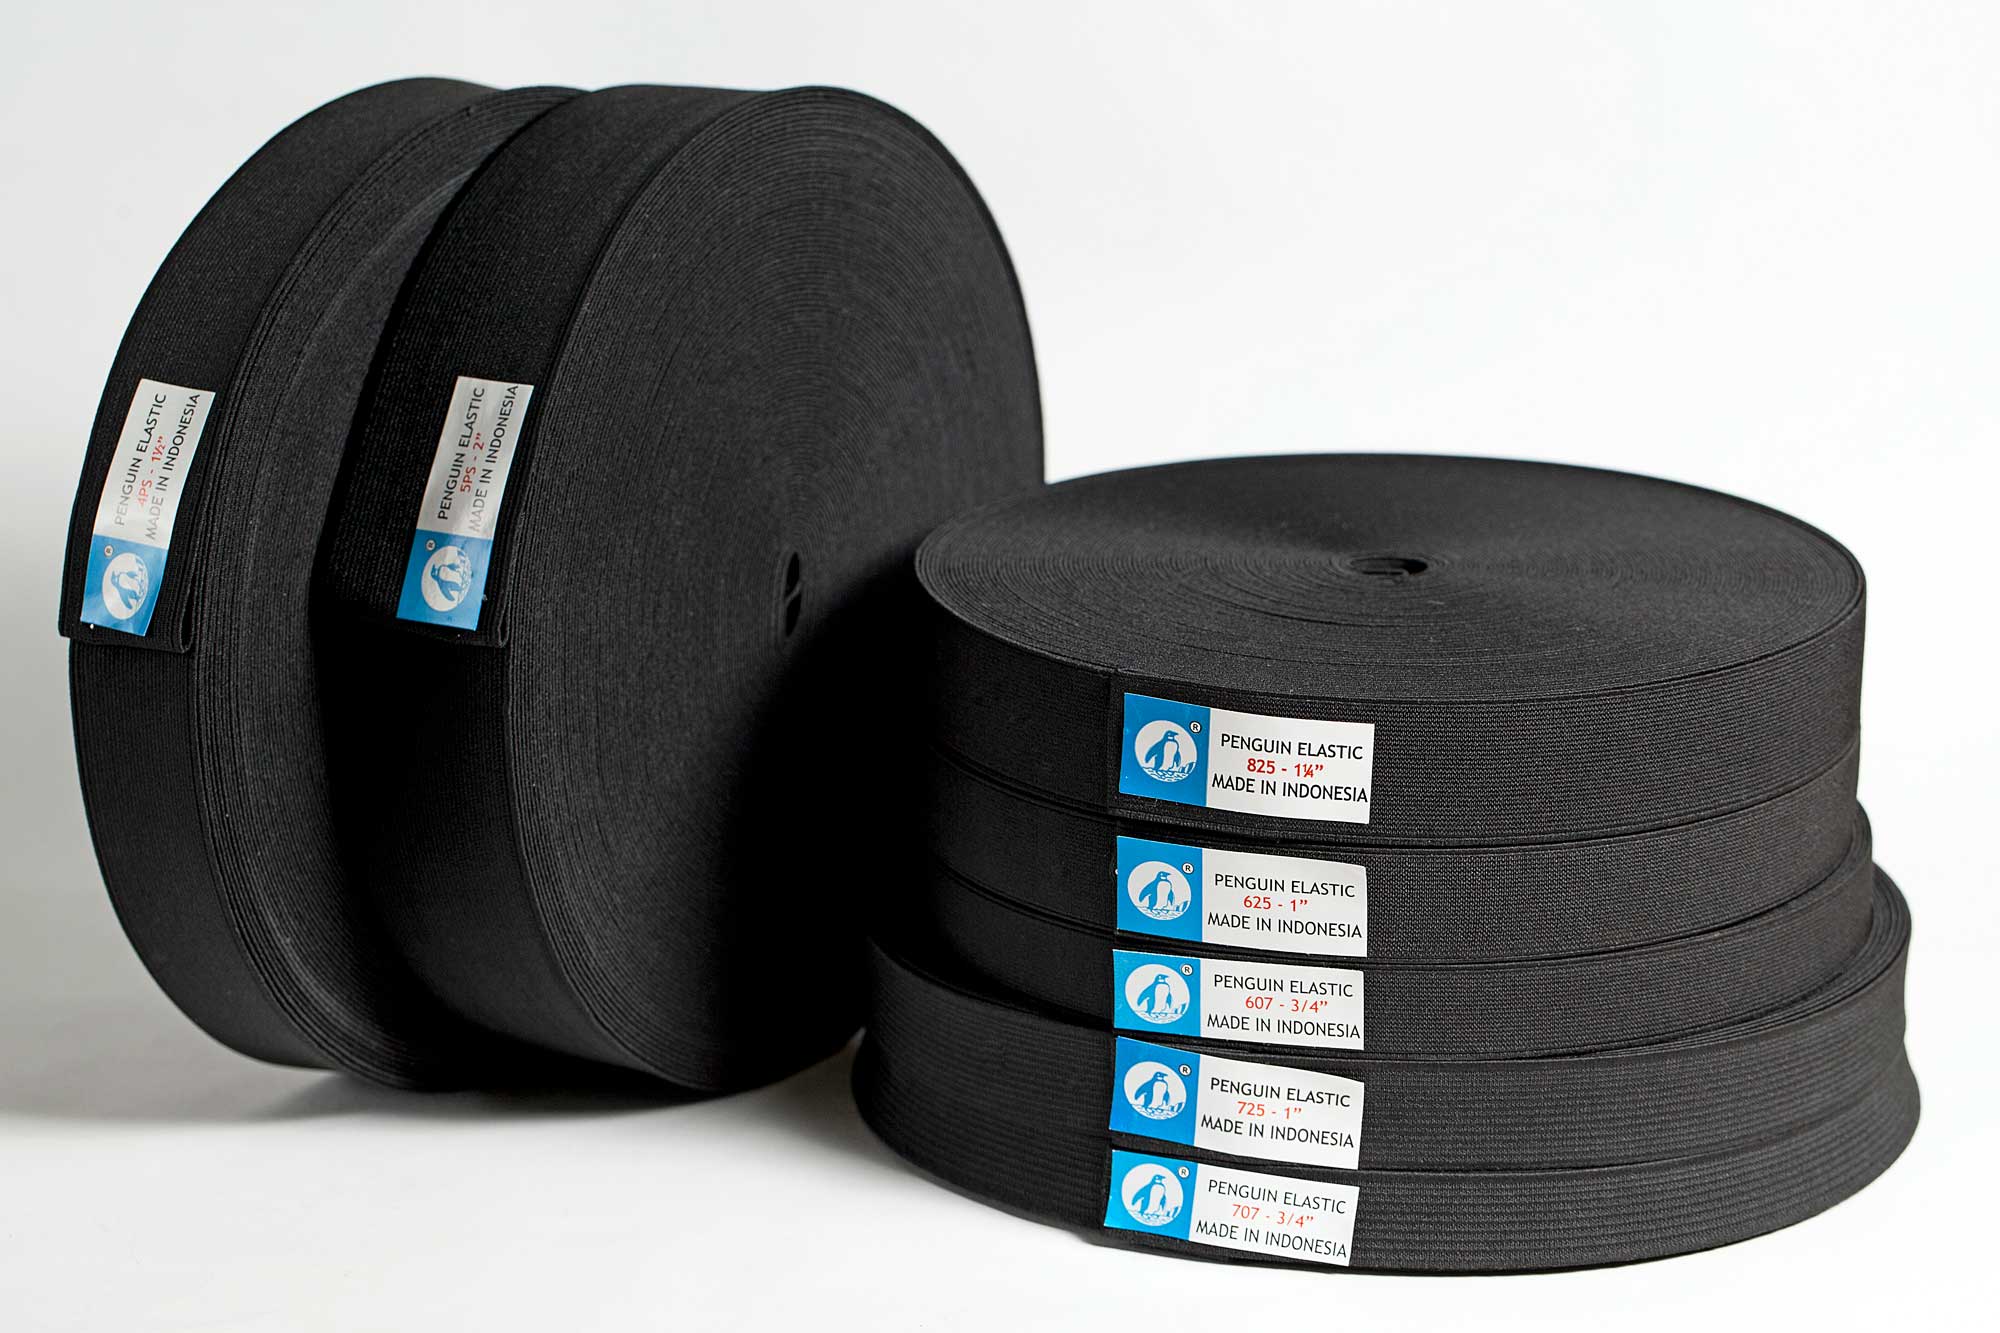 PENGUIN ELASTIC
4PS - 1½”
MADE IN INDONESIA
®
PENGUIN ELASTIC
5PS - 2”
MADE IN INDONESIA
®
®
PENGUIN ELASTIC
825 - 1¼”
MADE IN INDONESIA
®
PENGUIN ELASTIC
625 - 1”
MADE IN INDONESIA
®
PENGUIN ELASTIC
607 - 3/4”
MADE IN INDONESIA
®
PENGUIN ELASTIC
725 - 1”
MADE IN INDONESIA
®
PENGUIN ELASTIC
707 - 3/4”
MADE IN INDONESIA